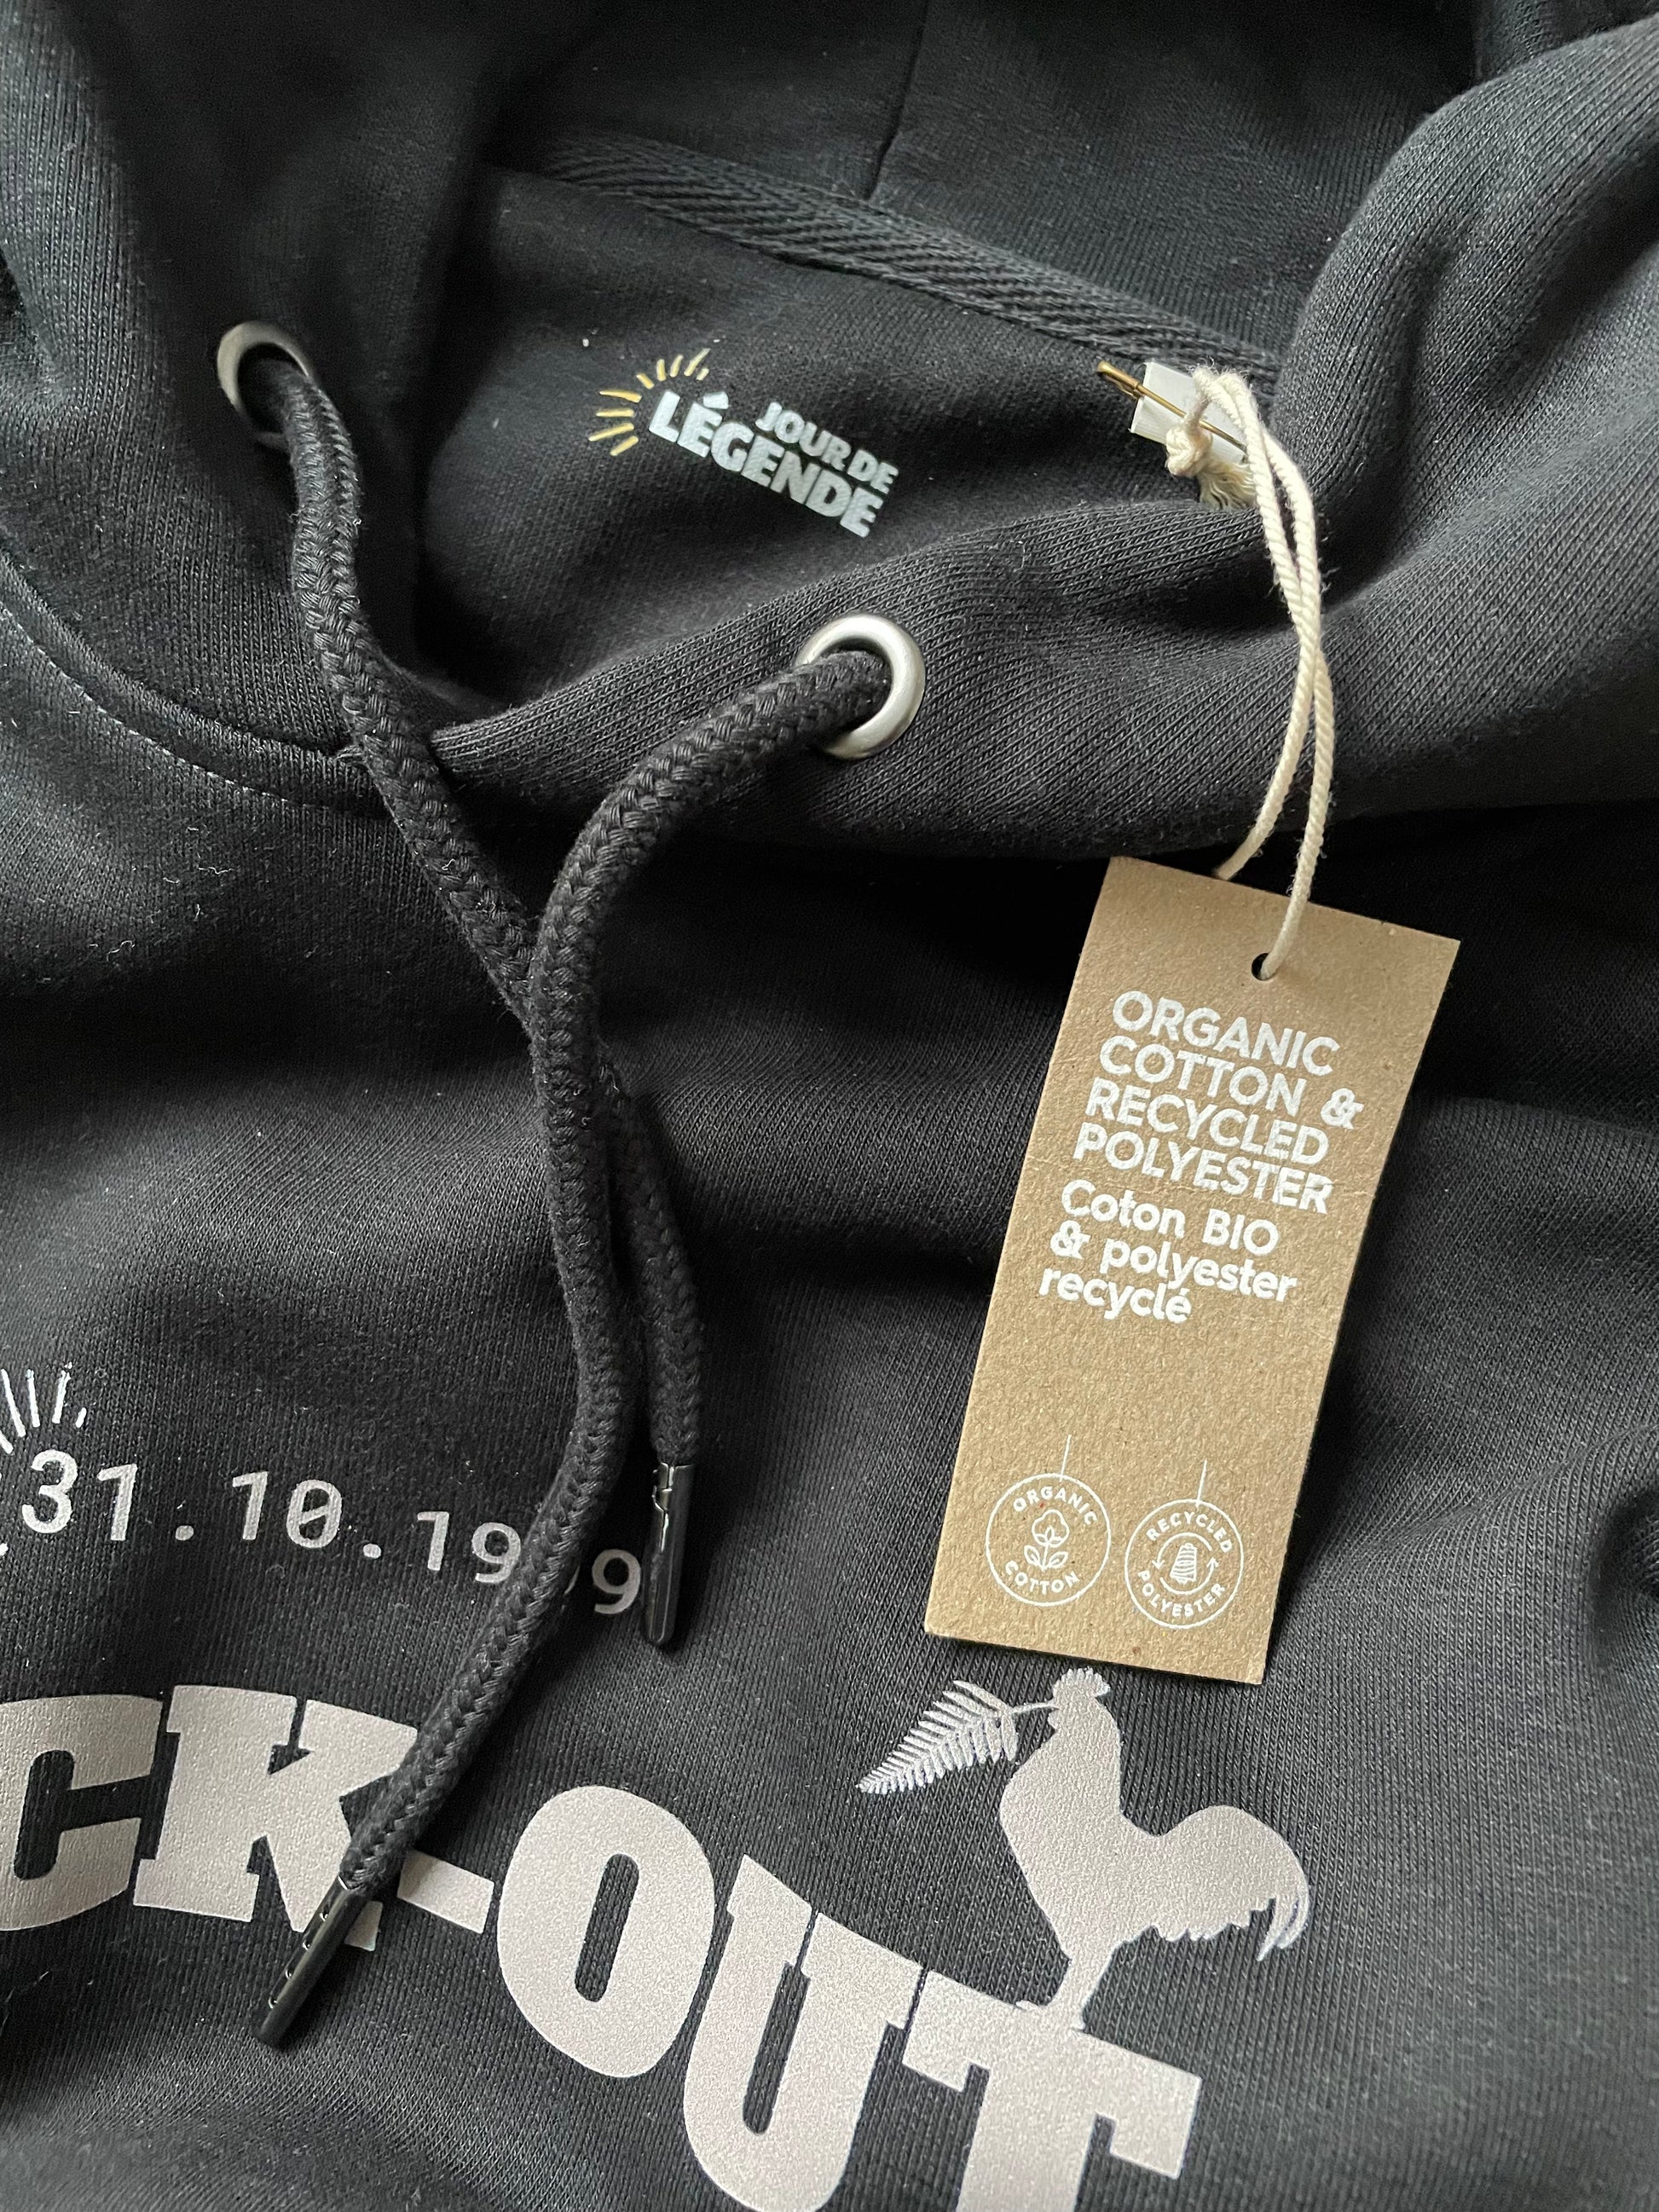 JOUR DE
LÉGENDE
ORGANIC
COTTON &
RECYCLED
POLYESTER
Coton BIO
& polyester
recyclé
ORGANIC
COTTON
RECYCLED
POLYESTER
31.10.19 9
CK-OUT